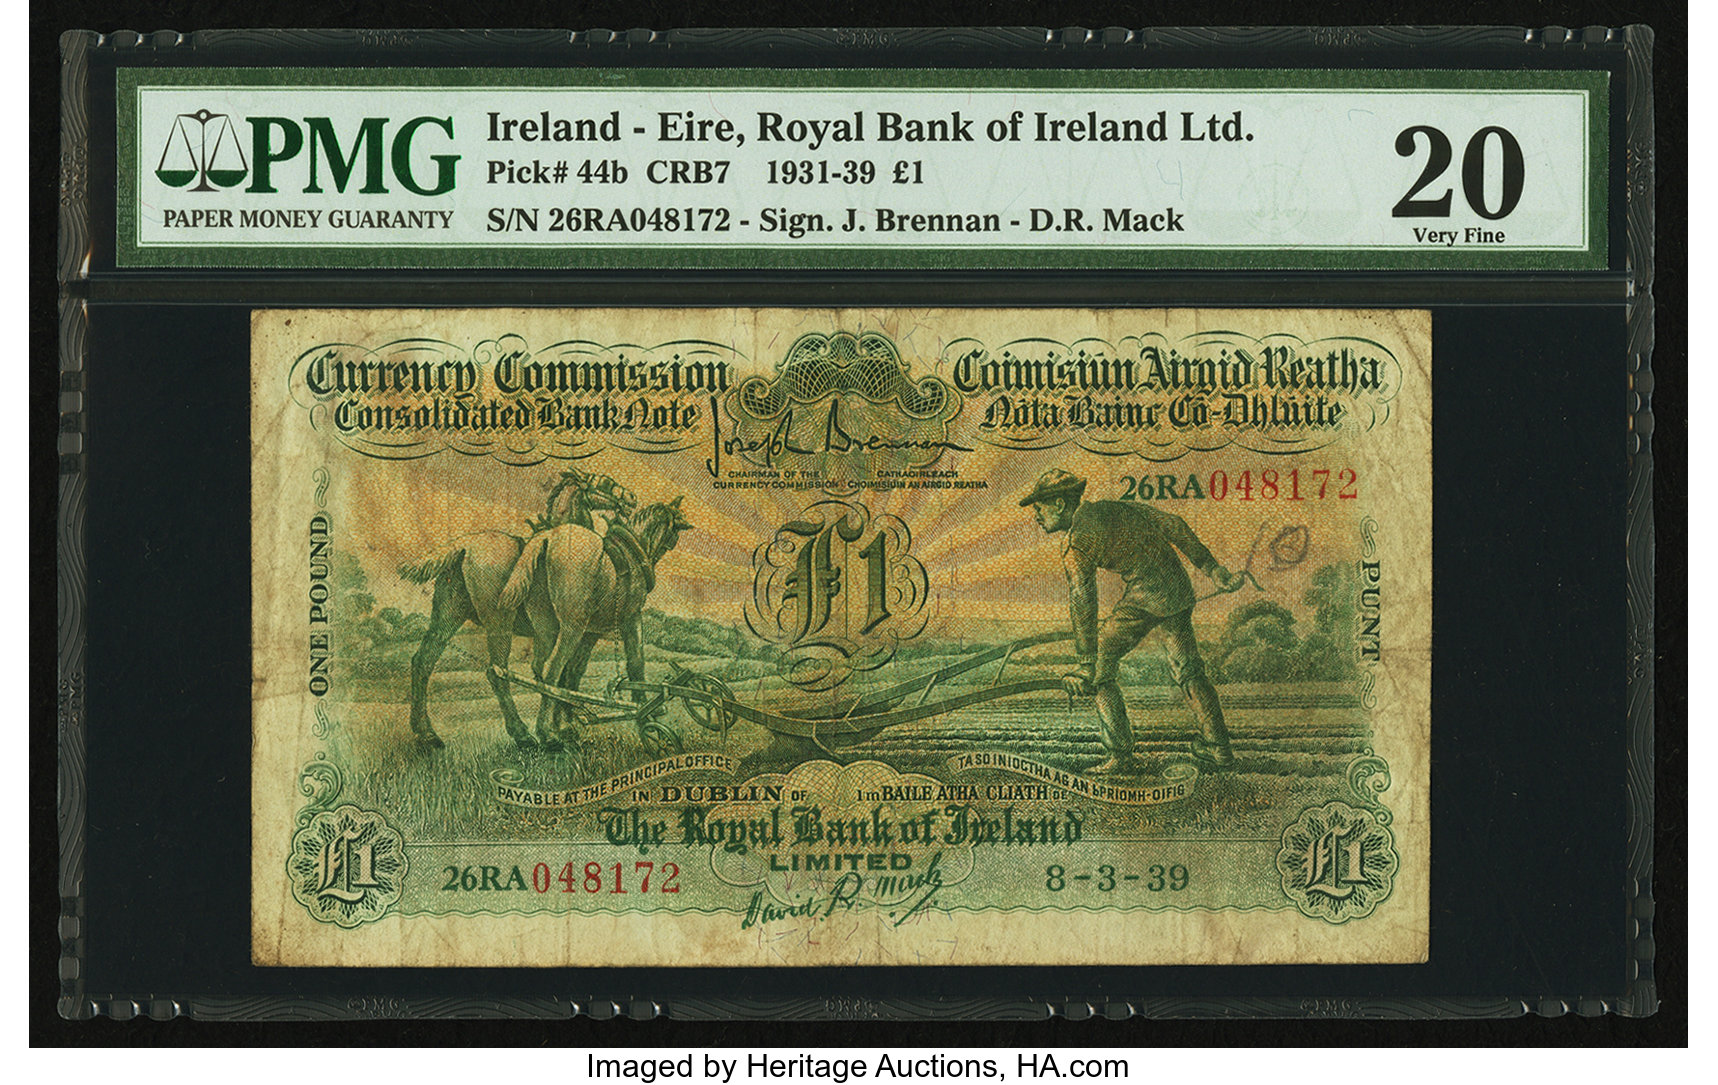 PMG
PAPER MONEY GUARANTY
Ireland - Eire, Royal Bank of Ireland Ltd.
Pick# 44b CRB7 1931-39 £1
S/N 26RA048172 - Sign. J. Brennan - D.R. Mack
20
Very Fine
Currency Commission
Consolidated Bank Note
Coimisiún Airgid Reatha
Nóta Bainc Có-Dhlúite
Joseph Brennan
CHAIRMAN OF THE
CURRENCY COMMISSION
CATHAOIRLEACH
CHOIMISIÚIN AN AIRGID REATHA
26RA048172
ONE POUND
£1
PUNT
PAYABLE AT THE PRINCIPAL OFFICE
IN DUBLIN OF
TA SO INIOCTHA AG AN bPRIOMH-OIFIG
I mBAILE ATHA CLIATH DE
The Royal Bank of Ireland
LIMITED
£1
26RA048172
David R. Mack
8-3-39
£1
Imaged by Heritage Auctions, HA.com